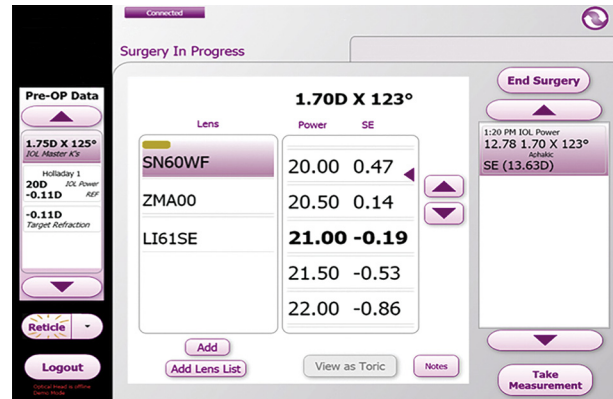 Connected
Surgery In Progress
Pre-OP Data
1.75D X 125°
IOL Master K's
Holladay 1
20D IOL Power
-0.11D REF
-0.11D
Target Refraction
Reticle
Logout
Optical Head is offline
Demo Mode
1.70D X 123°
Lens Power SE
SN60WF
ZMA00
LI61SE
20.00 0.47
20.50 0.14
21.00 -0.19
21.50 -0.53
22.00 -0.86
Add
Add Lens List
View as Toric
Notes
End Surgery
1:20 PM IOL Power
12.78 1.70 X 123°
Aphakic
SE (13.63D)
Take
Measurement